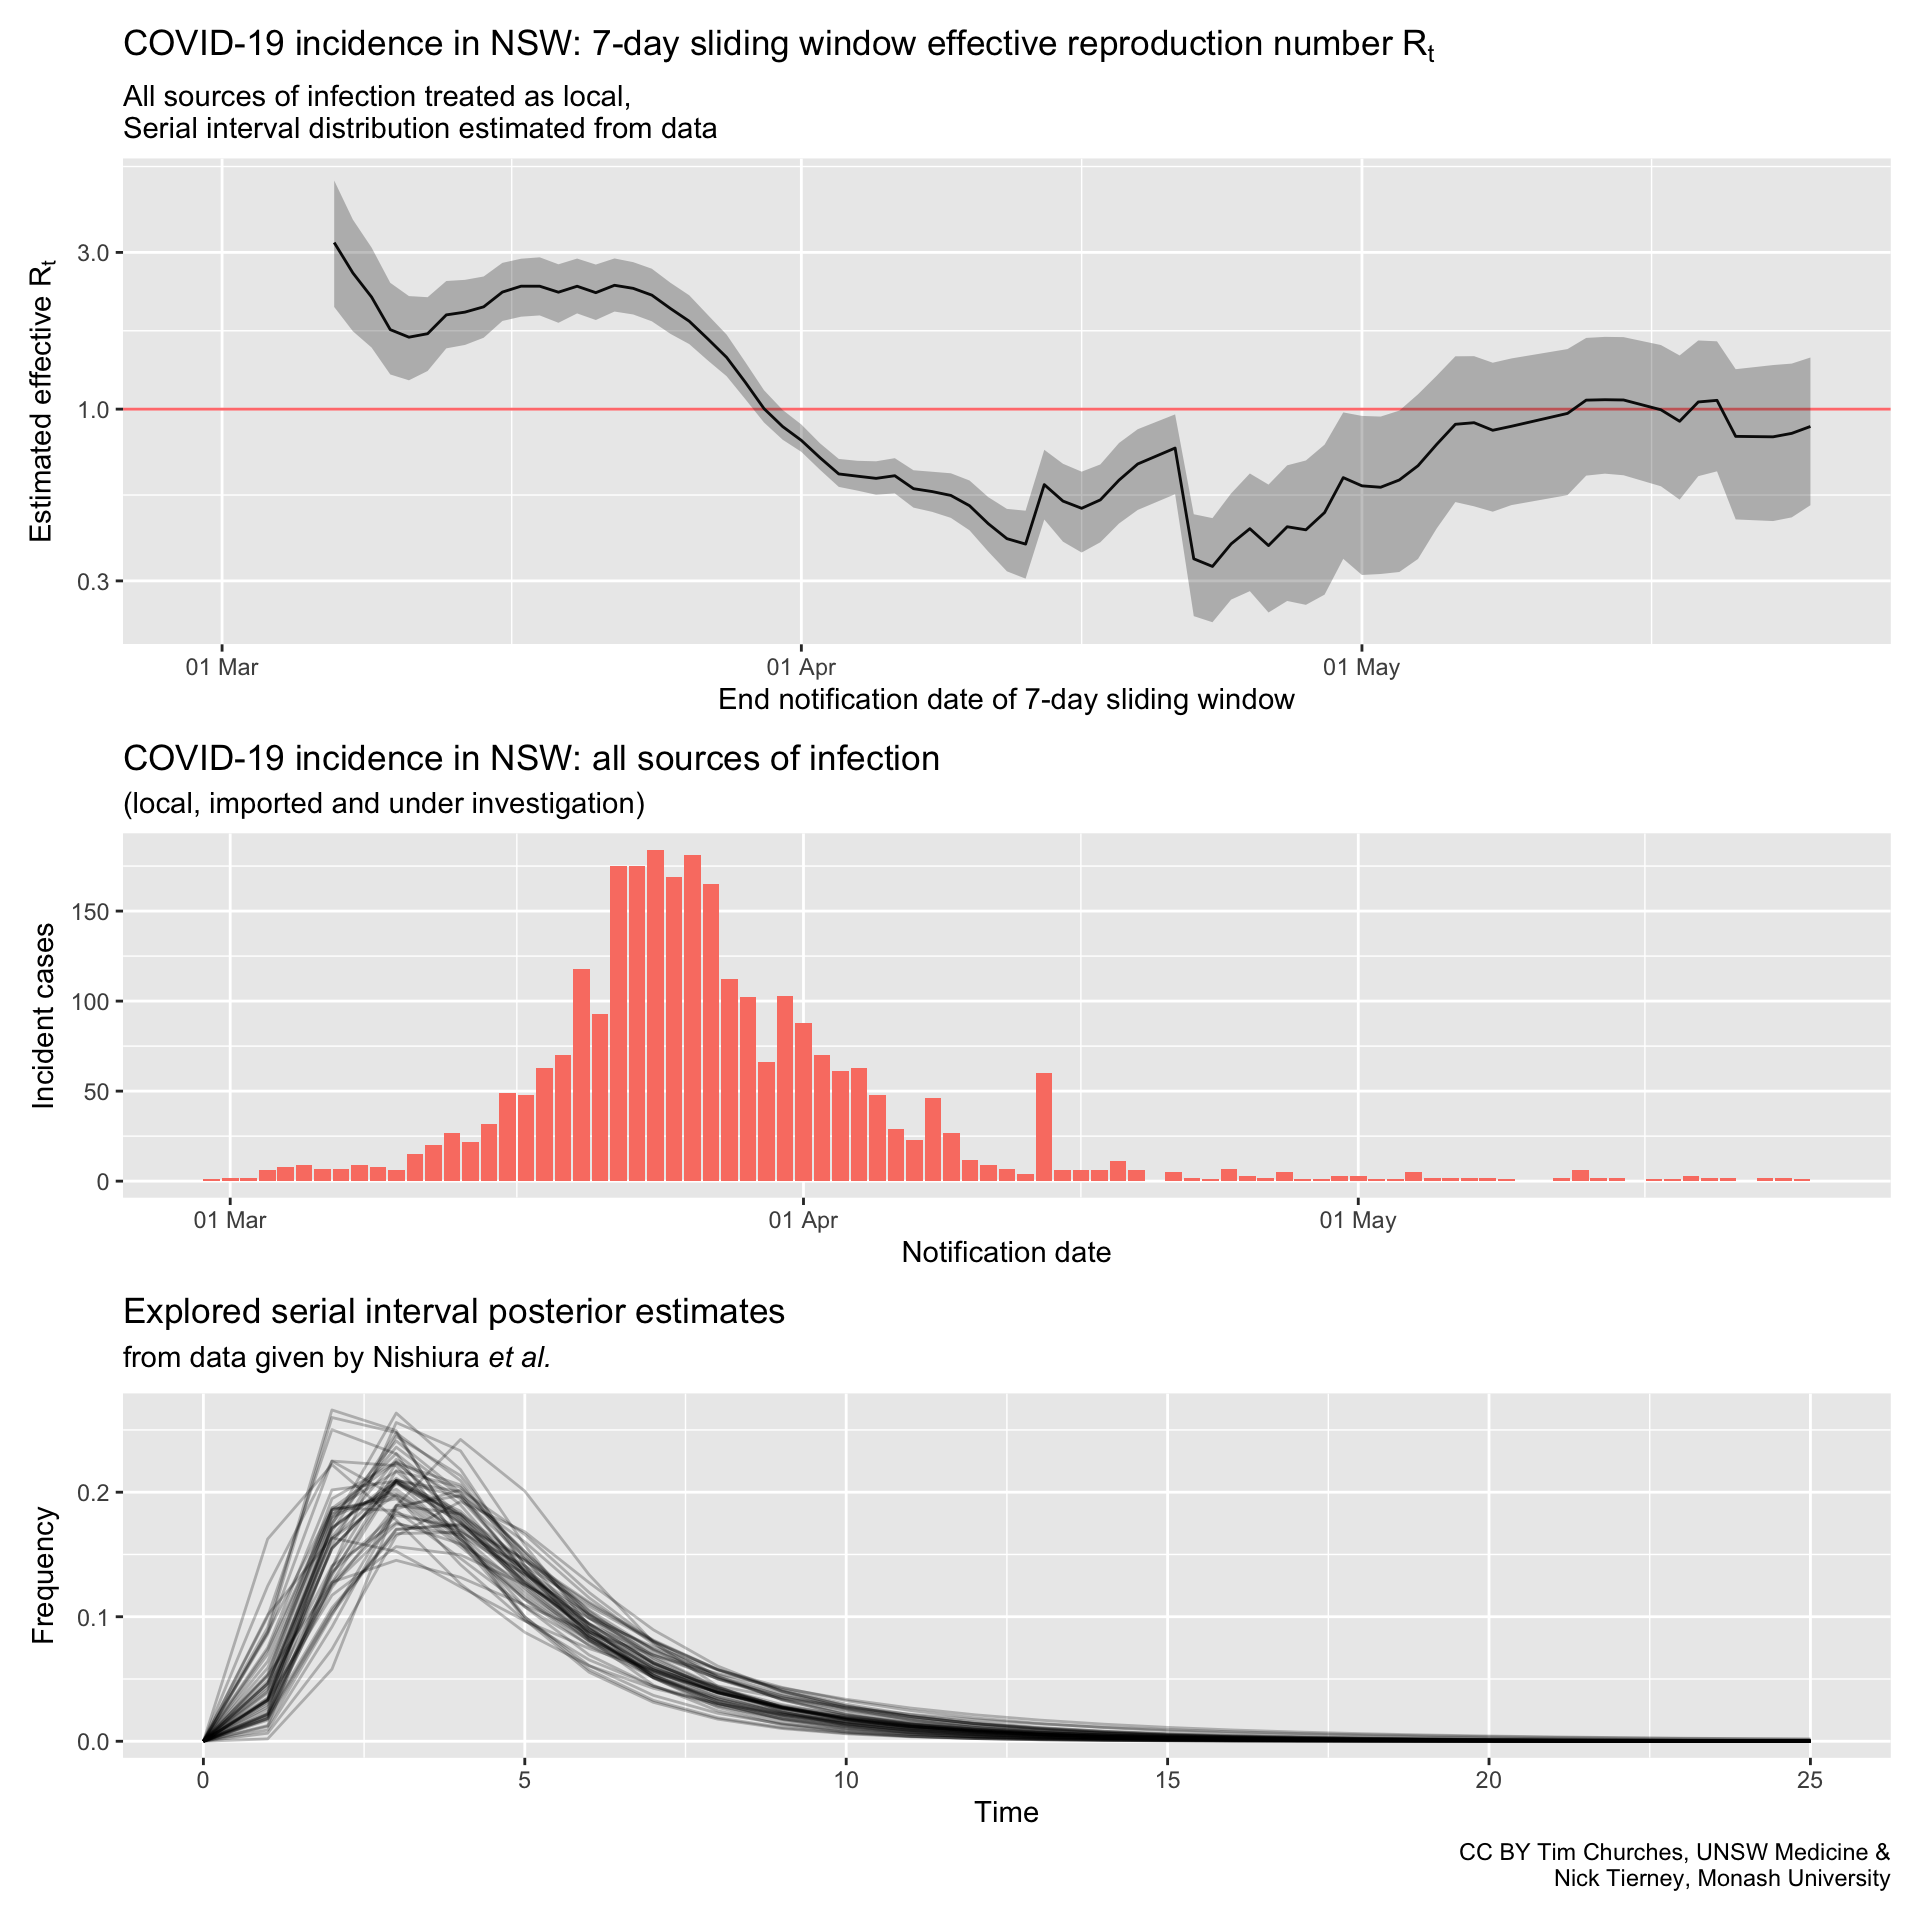 COVID-19 incidence in NSW: 7-day sliding window effective reproduction number Rt
All sources of infection treated as local,
Serial interval distribution estimated from data
Estimated effective Rt
3.0
1.0
0.3
01 Mar
01 Apr
01 May
End notification date of 7-day sliding window
COVID-19 incidence in NSW: all sources of infection
(local, imported and under investigation)
Incident cases
150
100
50
0
01 Mar
01 Apr
01 May
Notification date
Explored serial interval posterior estimates
from data given by Nishiura et al.
Frequency
0.2
0.1
0.0
0
5
10
15
20
25
Time
CC BY Tim Churches, UNSW Medicine &
Nick Tierney, Monash University